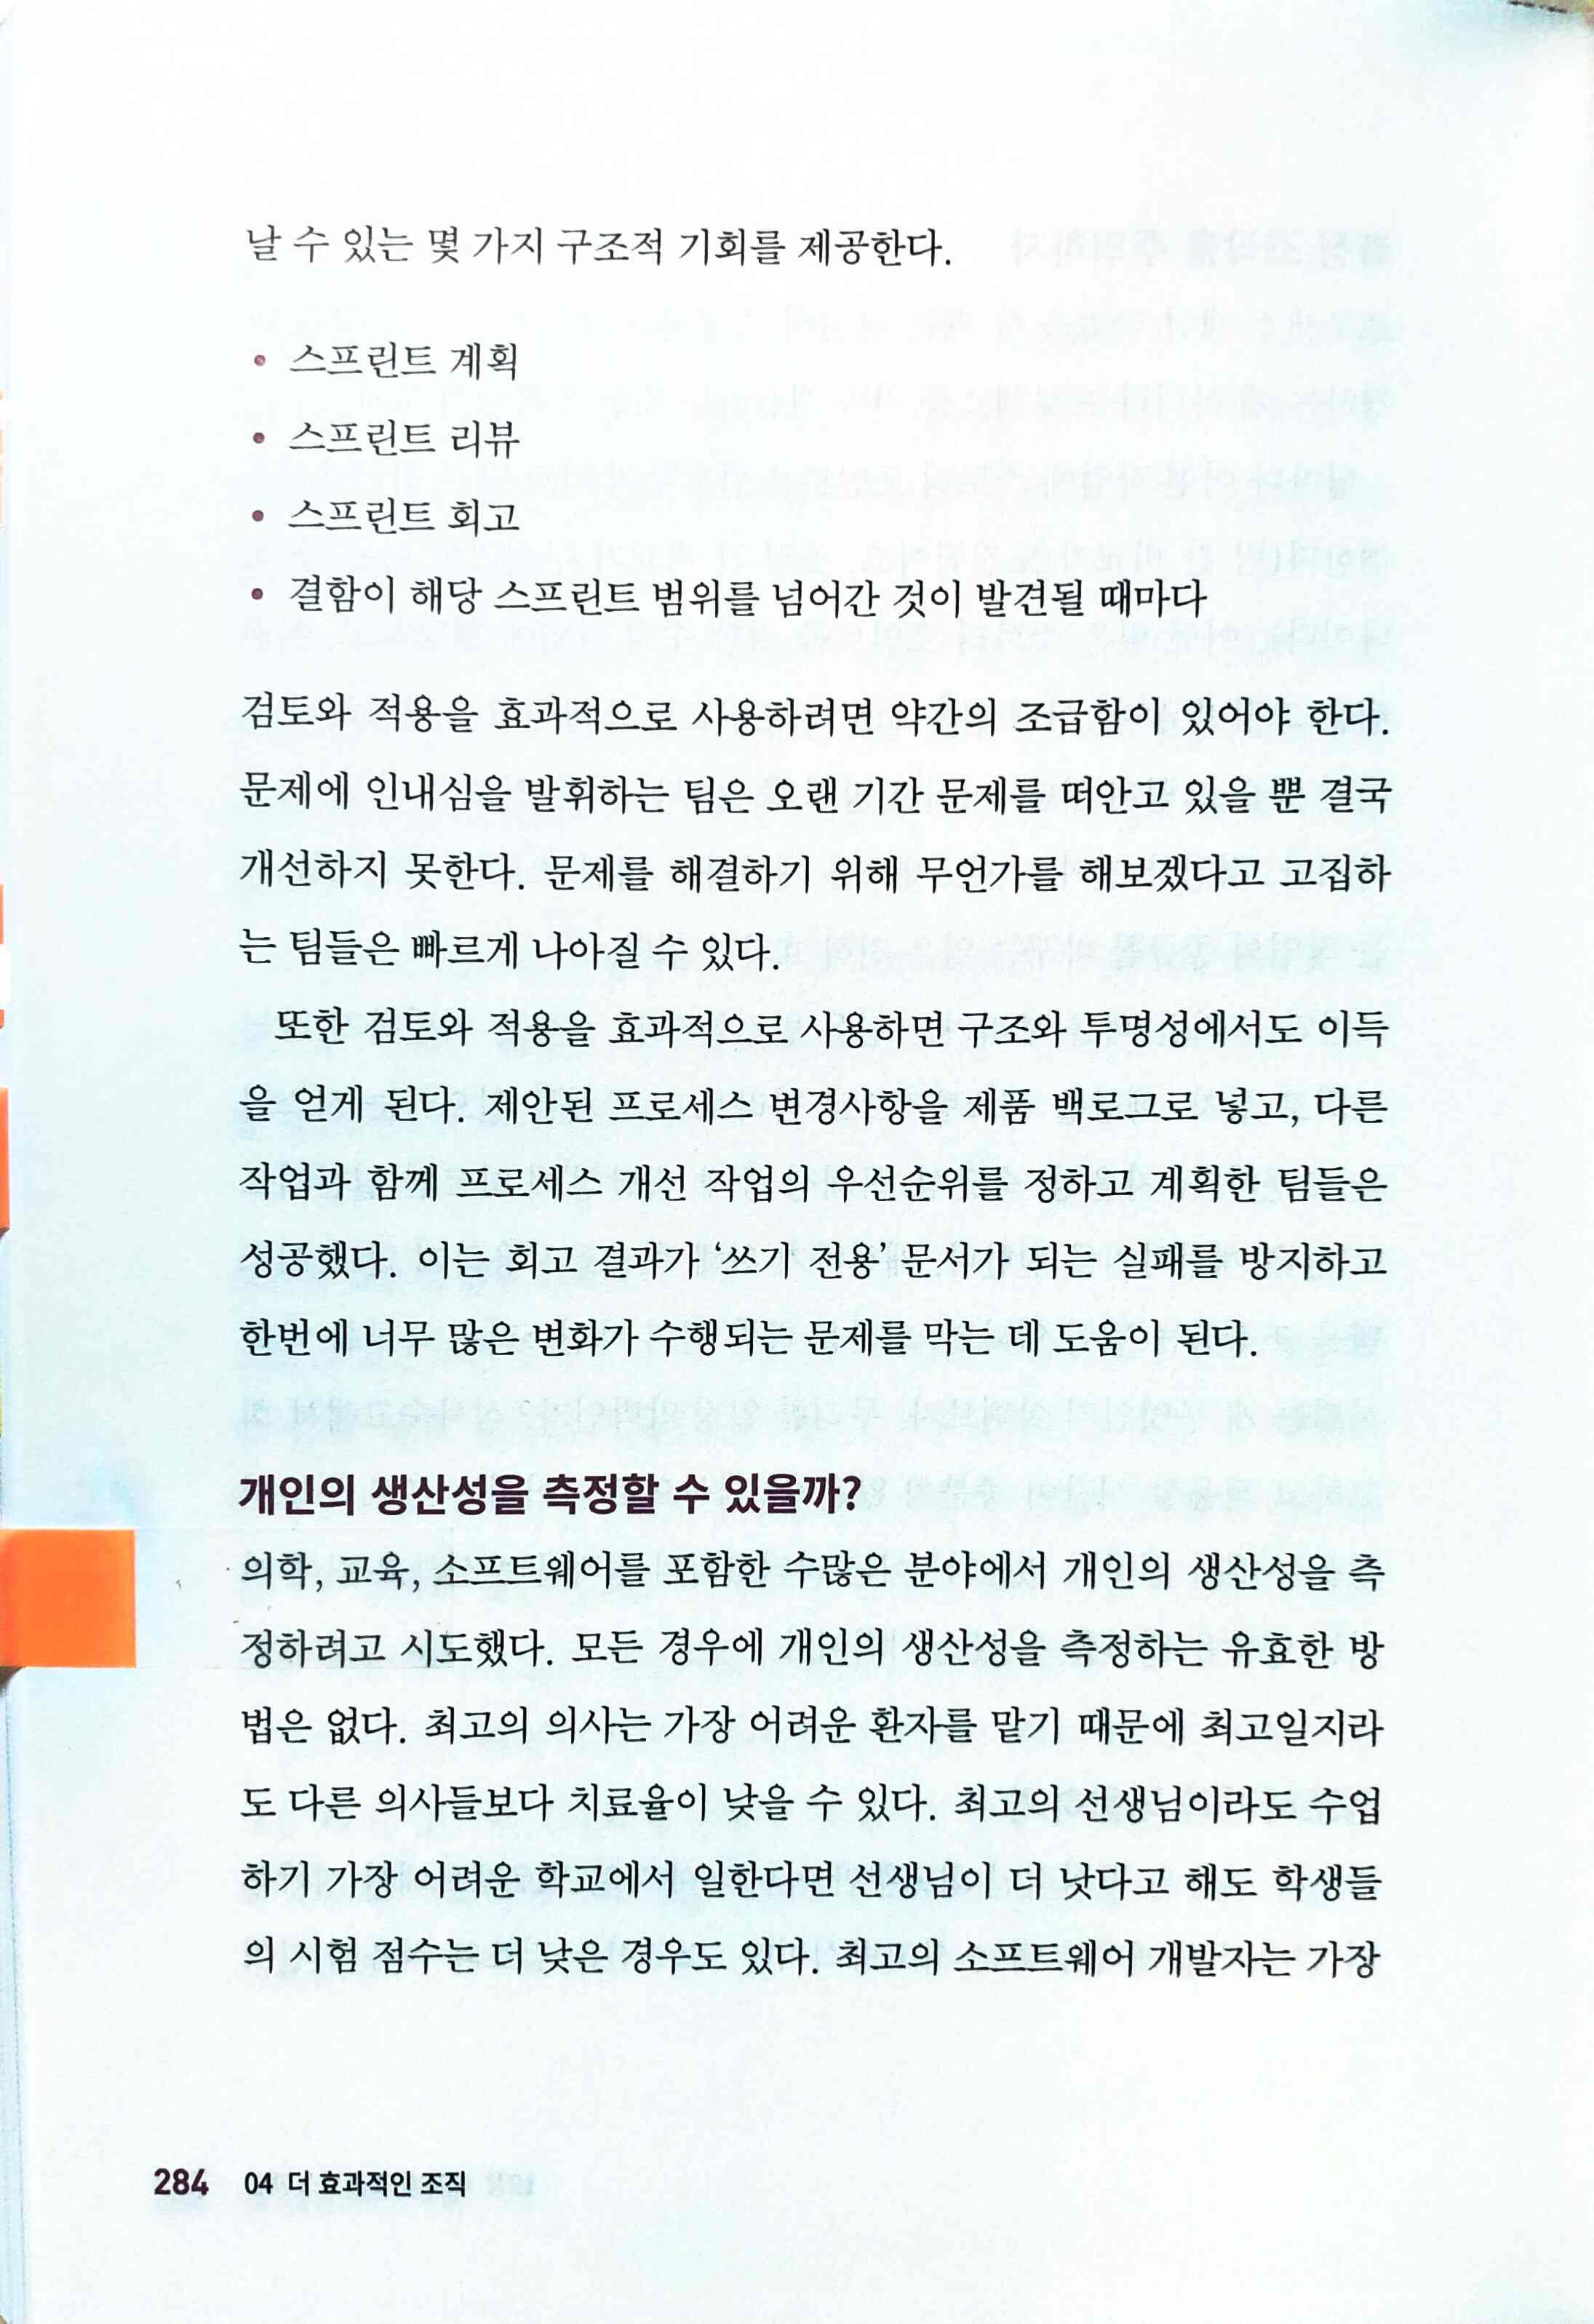 날 수 있는 몇 가지 구조적 기회를 제공한다.
• 스프린트 계획
• 스프린트 리뷰
• 스프린트 회고
• 결함이 해당 스프린트 범위를 넘어간 것이 발견될 때마다
검토와 적용을 효과적으로 사용하려면 약간의 조급함이 있어야 한다.
문제에 인내심을 발휘하는 팀은 오랜 기간 문제를 떠안고 있을 뿐 결국
개선하지 못한다. 문제를 해결하기 위해 무언가를 해보겠다고 고집하
는 팀들은 빠르게 나아질 수 있다.
또한 검토와 적용을 효과적으로 사용하면 구조와 투명성에서도 이득
을 얻게 된다. 제안된 프로세스 변경사항을 제품 백로그로 넣고, 다른
작업과 함께 프로세스 개선 작업의 우선순위를 정하고 계획한 팀들은
성공했다. 이는 회고 결과가 ‘쓰기 전용’ 문서가 되는 실패를 방지하고
한번에 너무 많은 변화가 수행되는 문제를 막는 데 도움이 된다.
개인의 생산성을 측정할 수 있을까?
의학, 교육, 소프트웨어를 포함한 수많은 분야에서 개인의 생산성을 측
정하려고 시도했다. 모든 경우에 개인의 생산성을 측정하는 유효한 방
법은 없다. 최고의 의사는 가장 어려운 환자를 맡기 때문에 최고일지라
도 다른 의사들보다 치료율이 낮을 수 있다. 최고의 선생님이라도 수업
하기 가장 어려운 학교에서 일한다면 선생님이 더 낫다고 해도 학생들
의 시험 점수는 더 낮은 경우도 있다. 최고의 소프트웨어 개발자는 가장
284 04 더 효과적인 조직